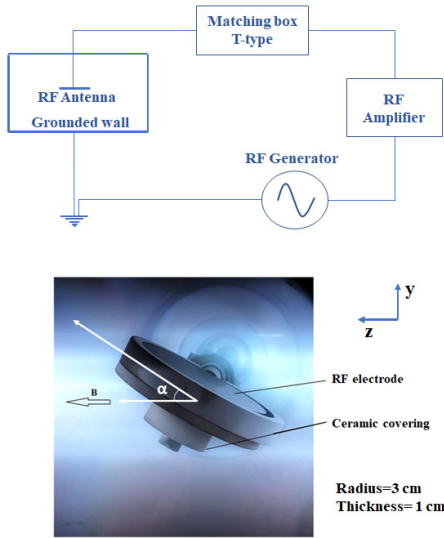 Matching box
T-type
RF Antenna
Grounded wall
RF
Amplifier
RF Generator
y
z
B
α
RF electrode
Ceramic covering
Radius=3 cm
Thickness= 1 cm